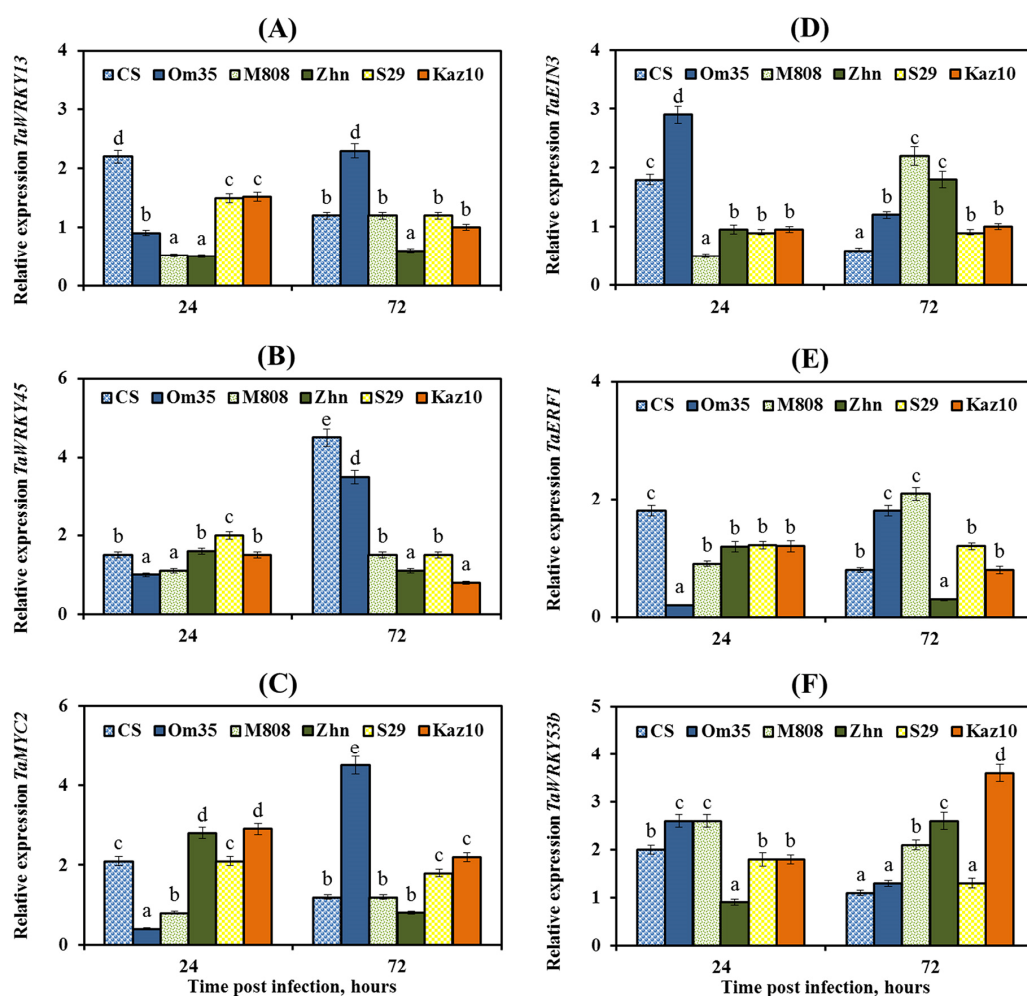 (A)
Relative expression TaWRKY13
4
3
2
1
0
CS Om35 M808 Zhn S29 Kaz10
d b a a c c
b d b a b b
24 72
(B)
Relative expression TaWRKY45
6
4
2
0
CS Om35 M808 Zhn S29 Kaz10
b a a b c b
e d b a b a
24 72
(C)
Relative expression TaMYC2
6
4
2
0
CS Om35 M808 Zhn S29 Kaz10
c a b d c d
b e b b c c
24 72
Time post infection, hours
(D)
Relative expression TaEIN3
4
3
2
1
0
CS Om35 M808 Zhn S29 Kaz10
c d a b b b
a b c c b b
24 72
(E)
Relative expression TaERF1
4
2
0
CS Om35 M808 Zhn S29 Kaz10
c a b b b b
a c c a b a
24 72
(F)
Relative expression TaWRKY53b
5
4
3
2
1
0
CS Om35 M808 Zhn S29 Kaz10
b c c a b b
a a b c a d
24 72
Time post infection, hours